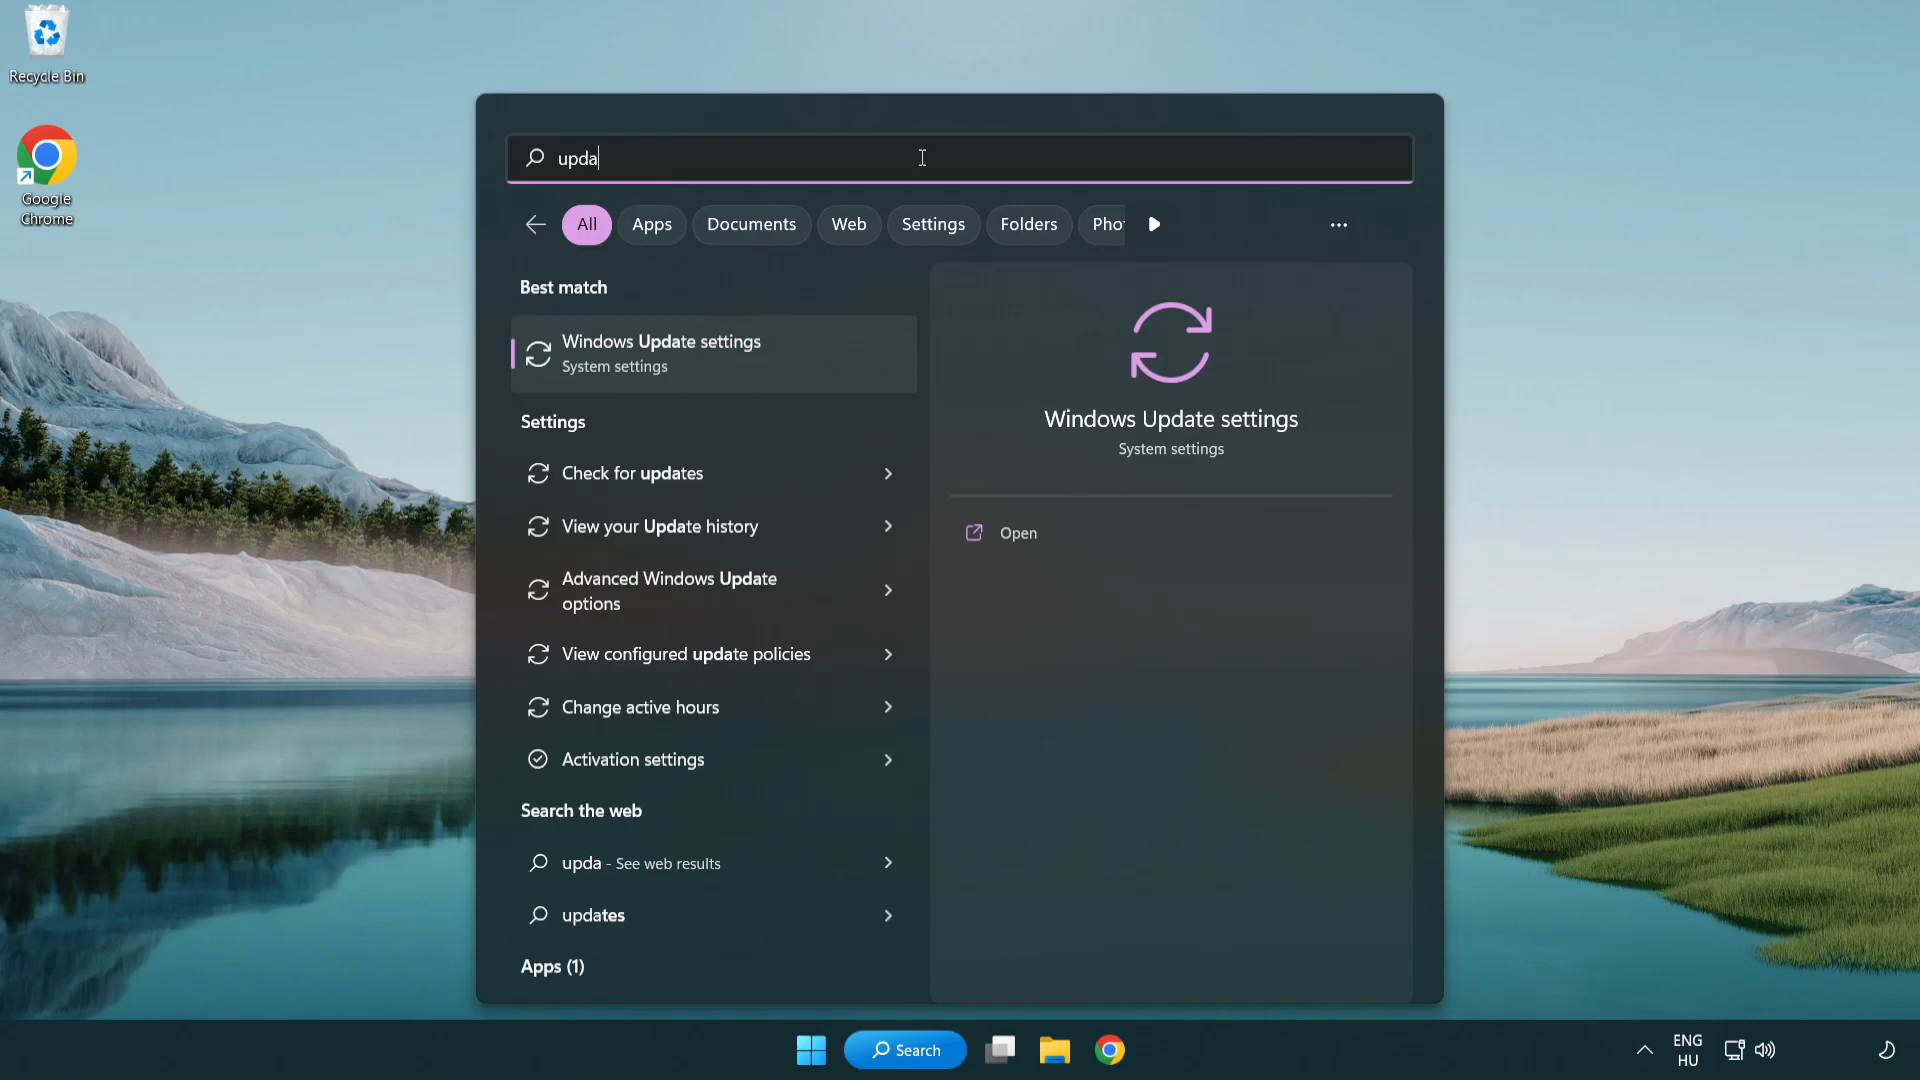 Recycle Bin
Google
Chrome
upda
All
Apps
Documents
Web
Settings
Folders
Pho
Best match
Windows Update settings
System settings
Settings
Check for updates
View your Update history
Advanced Windows Update
options
View configured update policies
Change active hours
Activation settings
Search the web
upda - See web results
updates
Apps (1)
Windows Update settings
System settings
Open
Search
ENG
HU